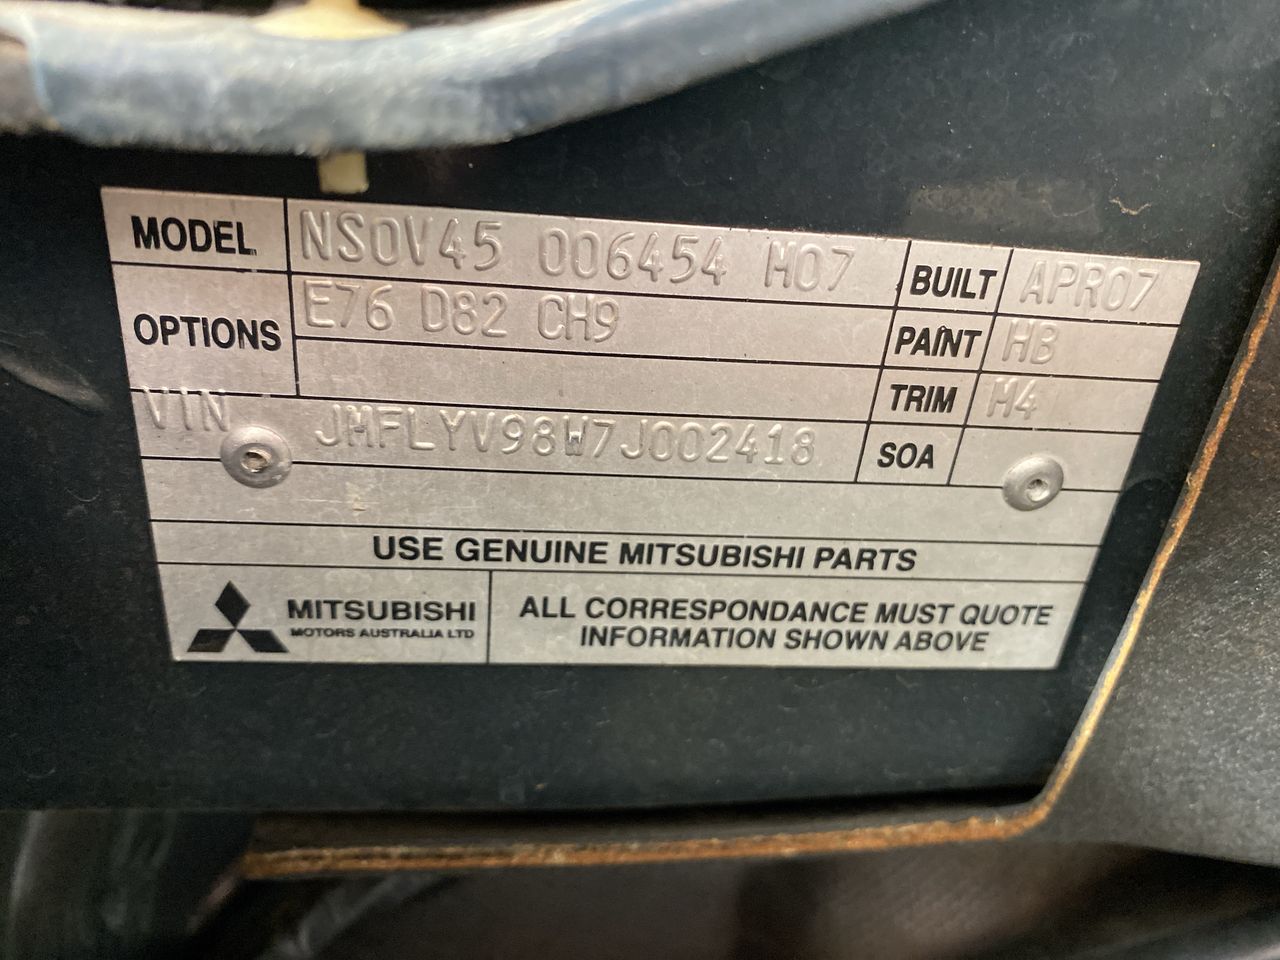 MODEL NS0V45 006454 M07 BUILT APR07
OPTIONS E76 D82 CH9 PAINT HB
TRIM M4
VIN JMFLYV98W7J002418 SOA
USE GENUINE MITSUBISHI PARTS
MITSUBISHI
MOTORS AUSTRALIA LTD
ALL CORRESPONDANCE MUST QUOTE
INFORMATION SHOWN ABOVE